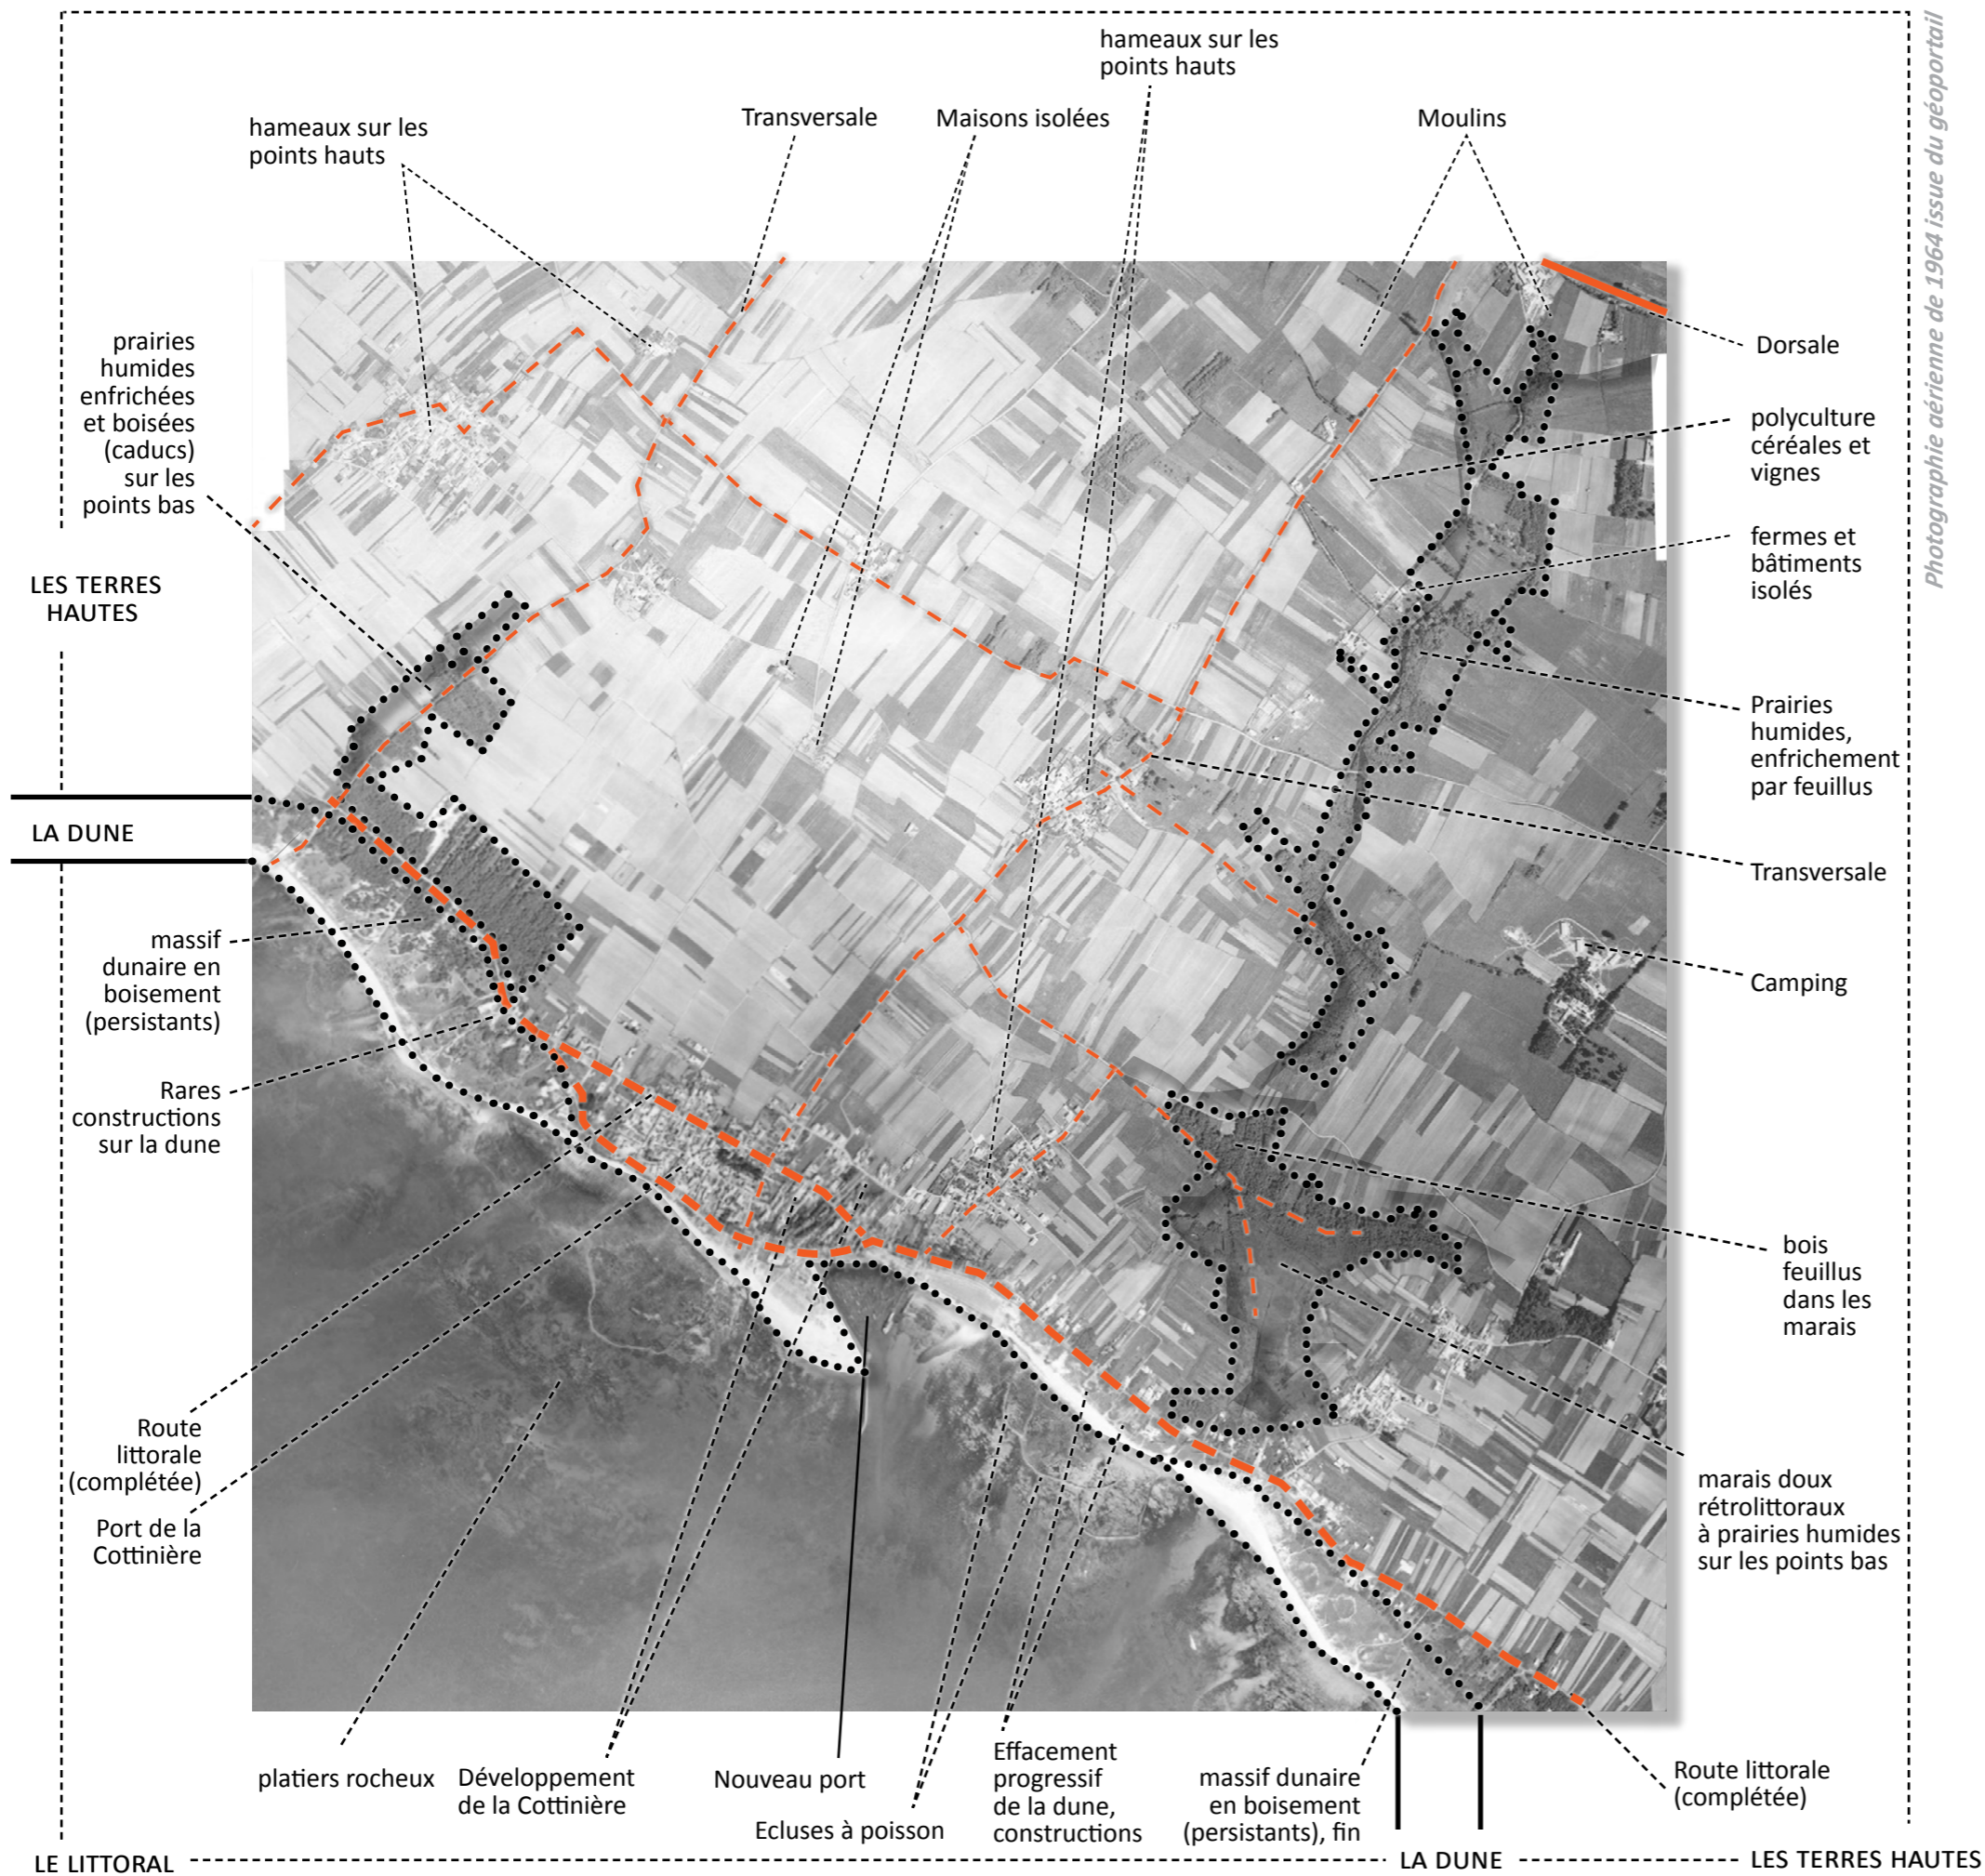 hameaux sur les
points hauts
Transversale
Maisons isolées
hameaux sur les
points hauts
Moulins
Photographie aérienne de 1964 issue du géoportail
prairies
humides
enfrichées
et boisées
(caducs)
sur les
points bas
LES TERRES
HAUTES
LA DUNE
massif
dunaire en
boisement
(persistants)
Rares
constructions
sur la dune
Route
littorale
(complétée)
Port de la
Cottinière
Dorsale
polyculture
céréales et
vignes
fermes et
bâtiments
isolés
Prairies
humides,
enfrichement
par feuillus
Transversale
Camping
bois
feuillus
dans les
marais
marais doux
rétrolittoraux
à prairies humides
sur les points bas
platiers rocheux
Développement
de la Cottinière
Nouveau port
Ecluses à poisson
Effacement
progressif
de la dune,
constructions
massif dunaire
en boisement
(persistants), fin
Route littorale
(complétée)
LE LITTORAL
LA DUNE
LES TERRES HAUTES